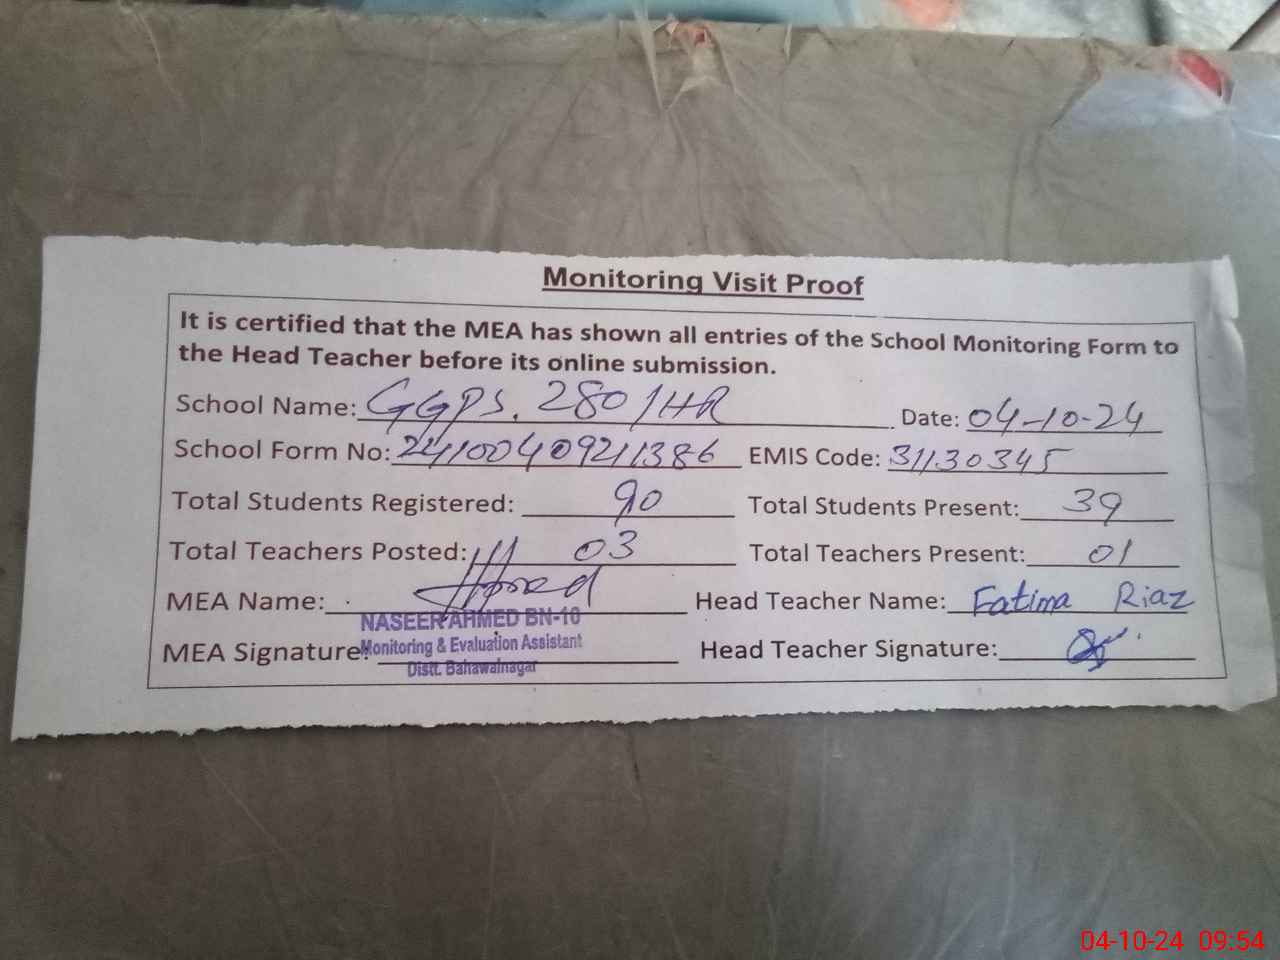 Monitoring Visit Proof
It is certified that the MEA has shown all entries of the School Monitoring Form to
the Head Teacher before its online submission.
School Name: GGPS. 280/HR Date: 04-10-24
School Form No: 24100409211386 EMIS Code: 31130345
Total Students Registered: 90 Total Students Present: 39
Total Teachers Posted: 03 Total Teachers Present: 01
MEA Name: Head Teacher Name: Fatima Riaz
NASEER AHMED BN-10
MEA Signature: Monitoring & Evaluation Assistant Head Teacher Signature:
Distt. Bahawalnagar
04-10-24 09:54